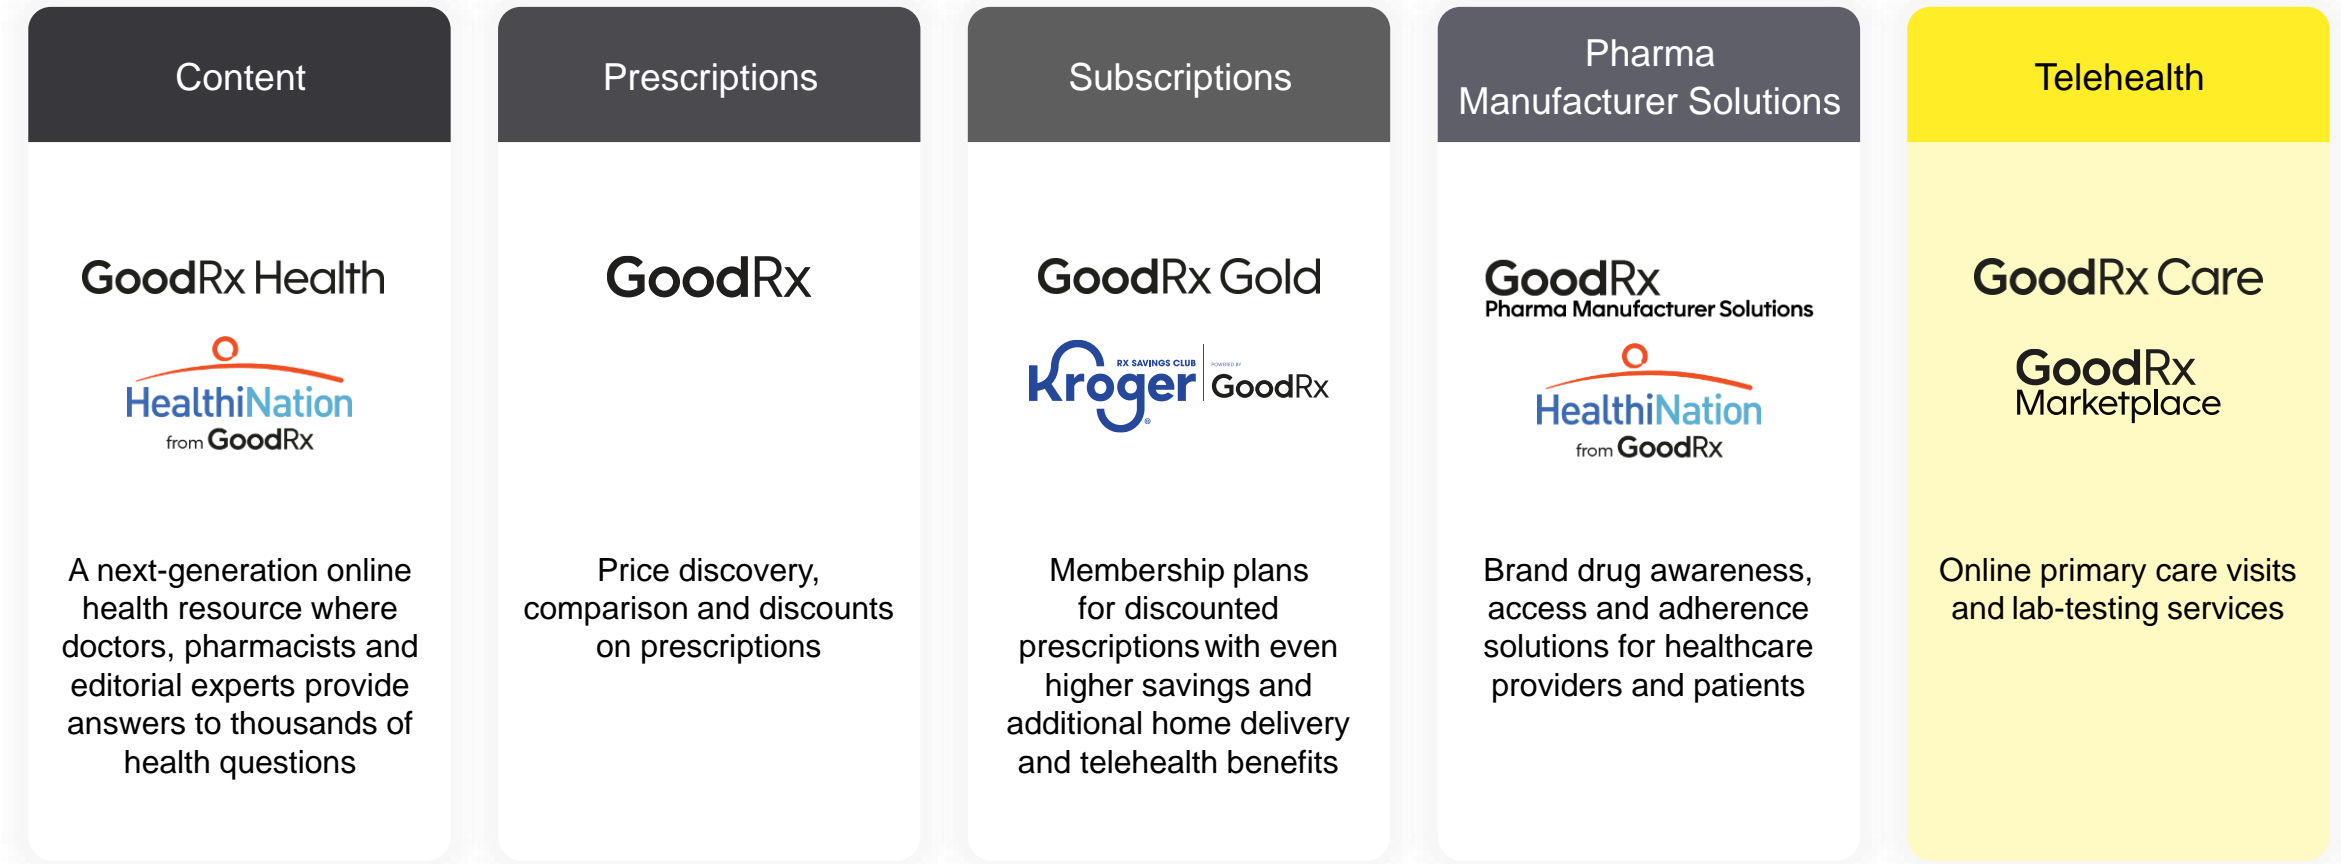 Content
GoodRx Health
HealthiNation
from GoodRx
A next-generation online
health resource where
doctors, pharmacists and
editorial experts provide
answers to thousands of
health questions
Prescriptions
GoodRx
Price discovery,
comparison and discounts
on prescriptions
Subscriptions
GoodRx Gold
RX SAVINGS CLUB
Kroger®
POWERED BY
GoodRx
Membership plans
for discounted
prescriptions with even
higher savings and
additional home delivery
and telehealth benefits
Pharma
Manufacturer Solutions
GoodRx
Pharma Manufacturer Solutions
HealthiNation
from GoodRx
Brand drug awareness,
access and adherence
solutions for healthcare
providers and patients
Telehealth
GoodRx Care
GoodRx
Marketplace
Online primary care visits
and lab-testing services